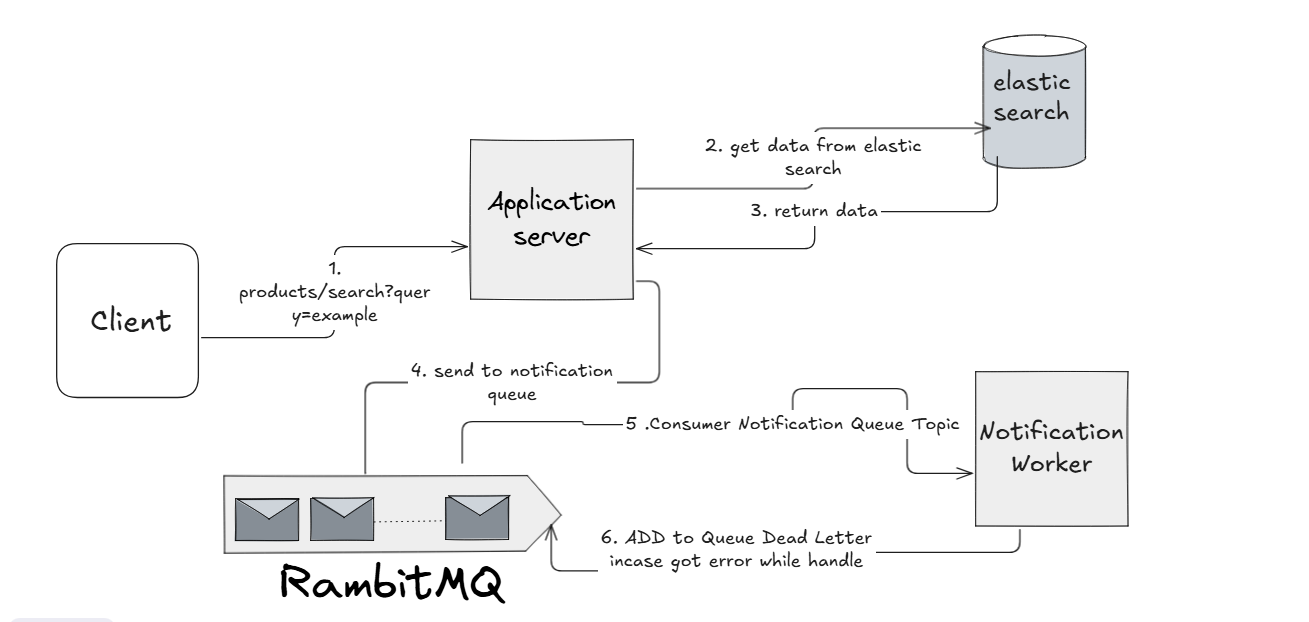 elastic
search
2. get data from elastic
search
Application
server
3. return data
1.
products/search?quer
y=example
Client
4. send to notification
queue
5 .Consumer Notification Queue Topic
Notification
Worker
6. ADD to Queue Dead Letter
incase got error while handle
RambitMQ